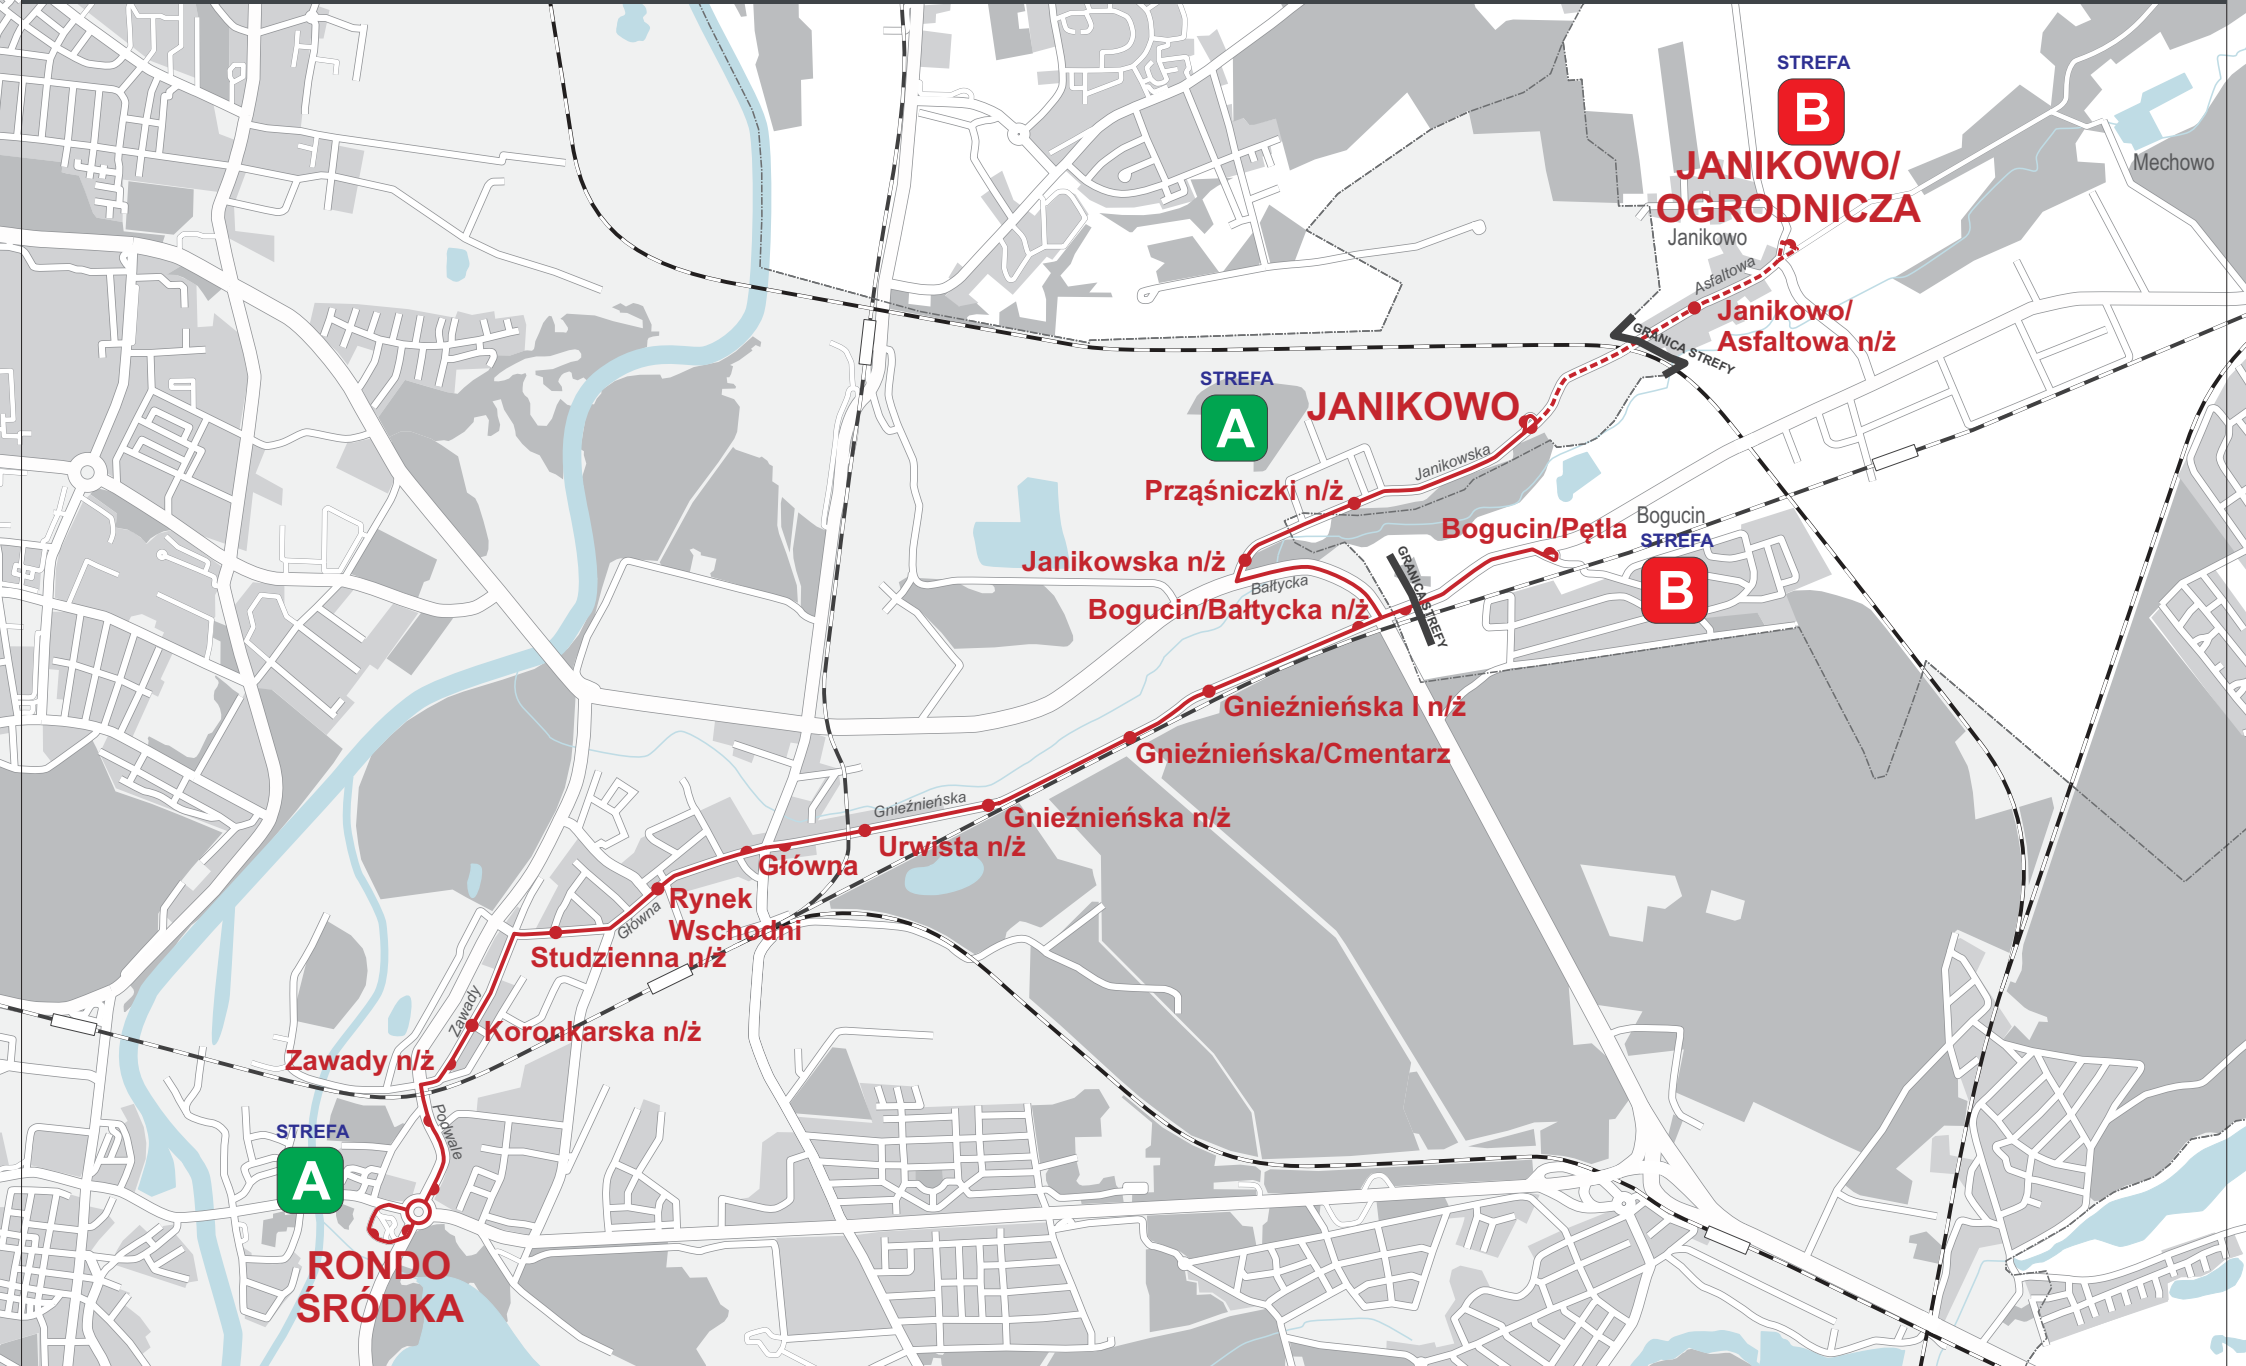 STREFA
B
JANIKOWO/
OGRODNICZA
Janikowo
Mechowo
Asfaltowa
Janikowo/
Asfaltowa n/ż
GRANICA STREFY
STREFA
A
JANIKOWO
Janikowska
Prząśniczki n/ż
Bogucin/Pętla
Bogucin
STREFA
B
Janikowska n/ż
Bałtycka
GRANICA STREFY
Bogucin/Bałtycka n/ż
Gnieźnieńska I n/ż
Gnieźnieńska/Cmentarz
Gnieźnieńska
Gnieźnieńska n/ż
Urwista n/ż
Główna
Rynek
Wschodni
Główna
Studzienna n/ż
Zawady
Koronkarska n/ż
Zawady n/ż
Podwale
STREFA
A
RONDO
ŚRÓDKA